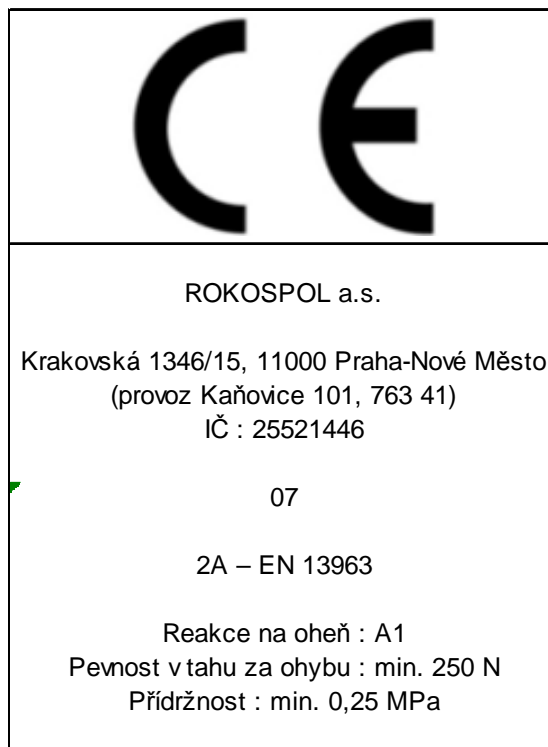 CE
ROKOSPOL a.s.
Krakovská 1346/15, 11000 Praha-Nové Město
(provoz Kaňovice 101, 763 41)
IČ : 25521446
07
2A – EN 13963
Reakce na oheň : A1
Pevnost v tahu za ohybu : min. 250 N
Přídržnost : min. 0,25 MPa